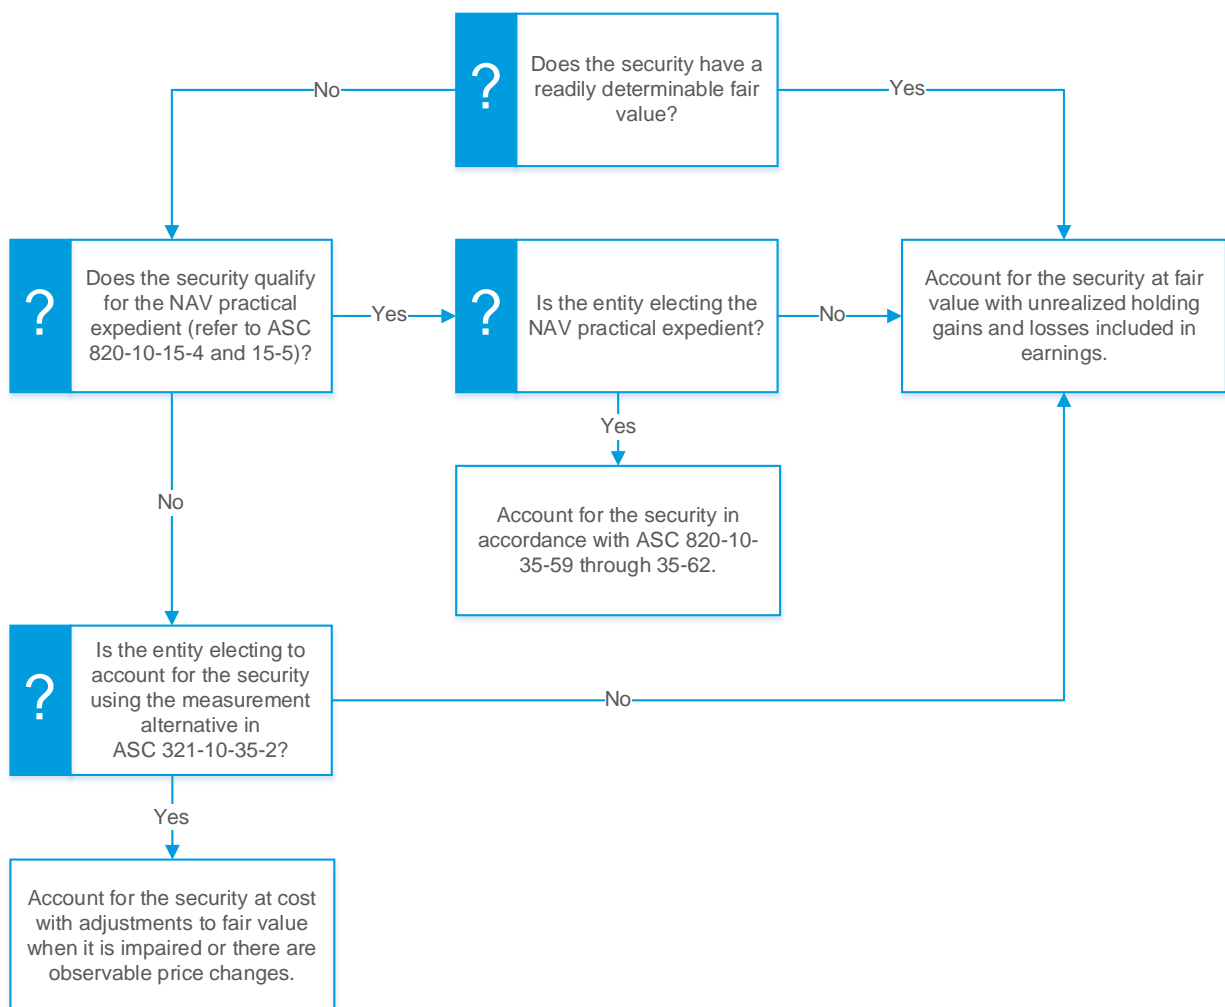 ?
Does the security have a
readily determinable fair
value?
No
Yes
?
Does the security qualify
for the NAV practical
expedient (refer to ASC
820-10-15-4 and 15-5)?
Yes
?
Is the entity electing the
NAV practical expedient?
No
Account for the security at fair
value with unrealized holding
gains and losses included in
earnings.
Yes
No
Account for the security in
accordance with ASC 820-10-
35-59 through 35-62.
?
Is the entity electing to
account for the security
using the measurement
alternative in
ASC 321-10-35-2?
No
Yes
Account for the security at cost
with adjustments to fair value
when it is impaired or there are
observable price changes.